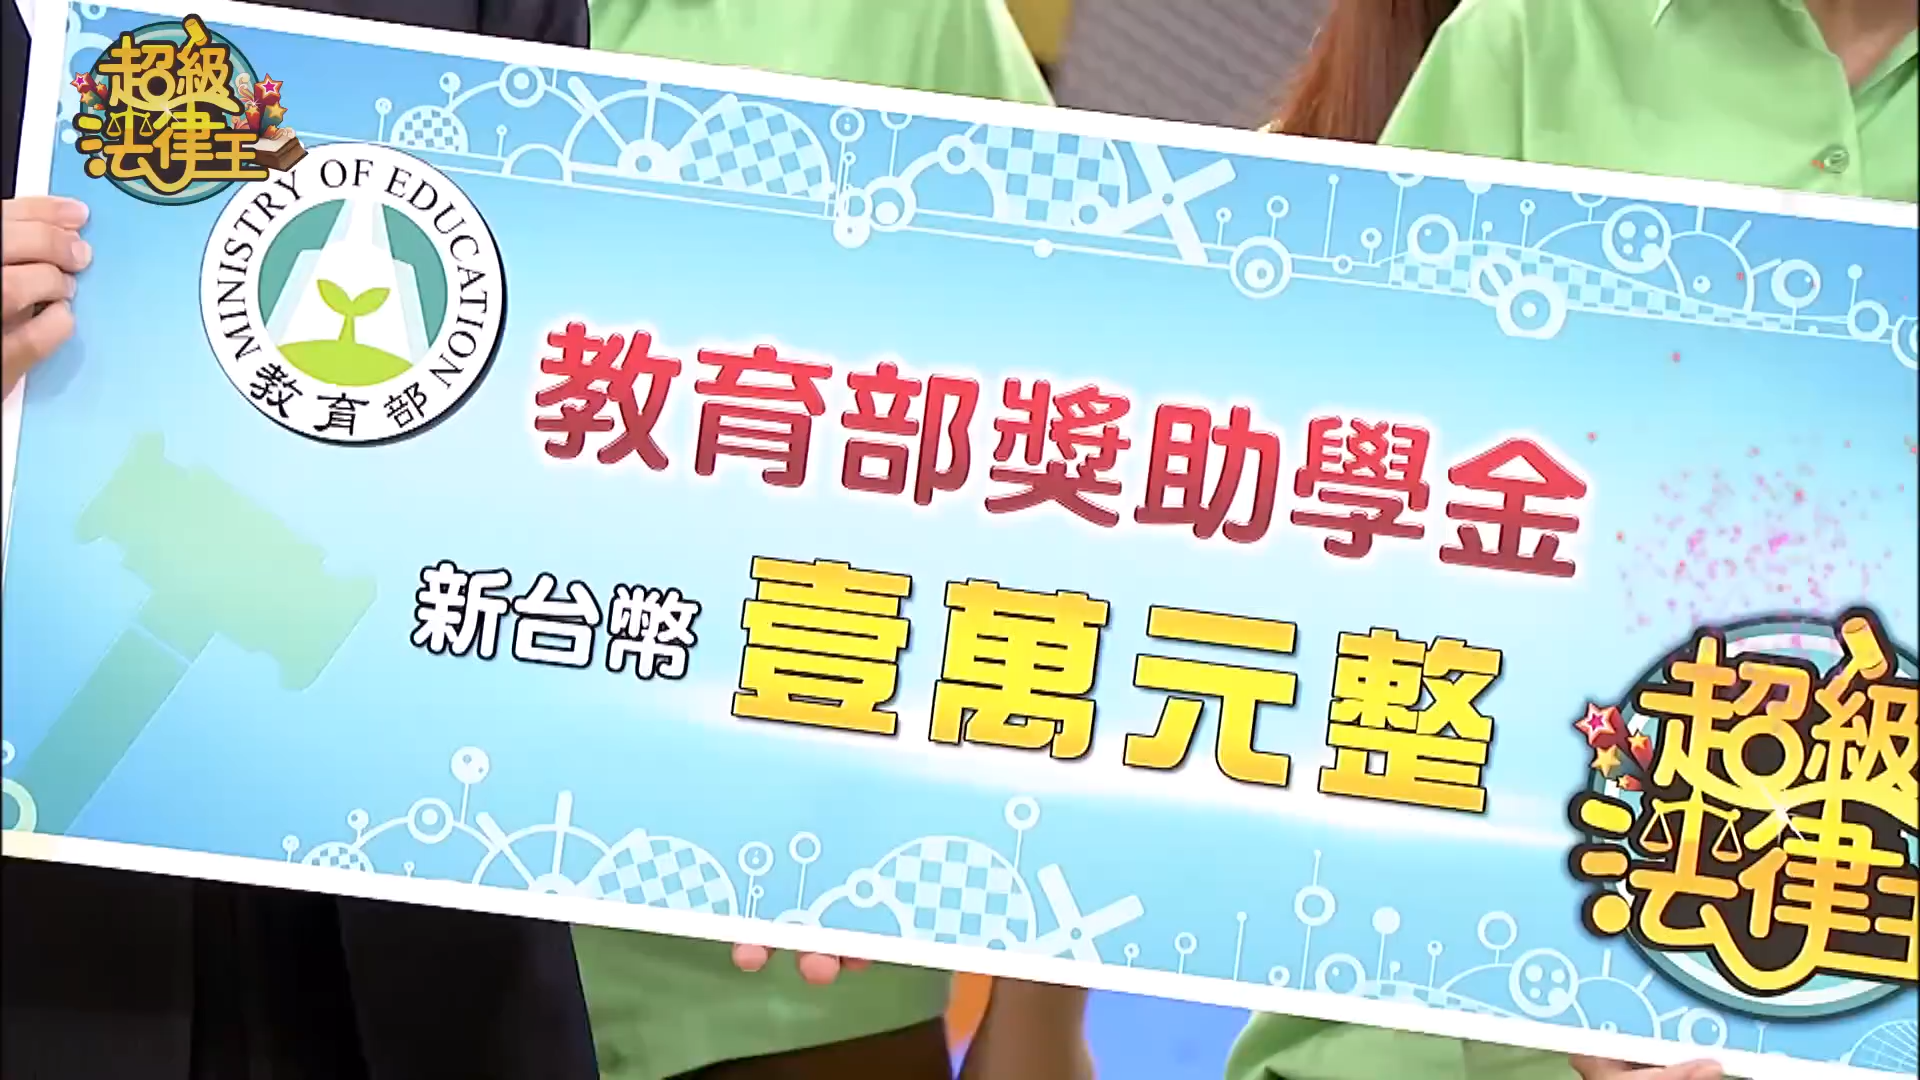 超級
法律王
MINISTRY OF EDUCATION
教育部
教育部獎助學金
新台幣 壹萬元整
超級
法律王